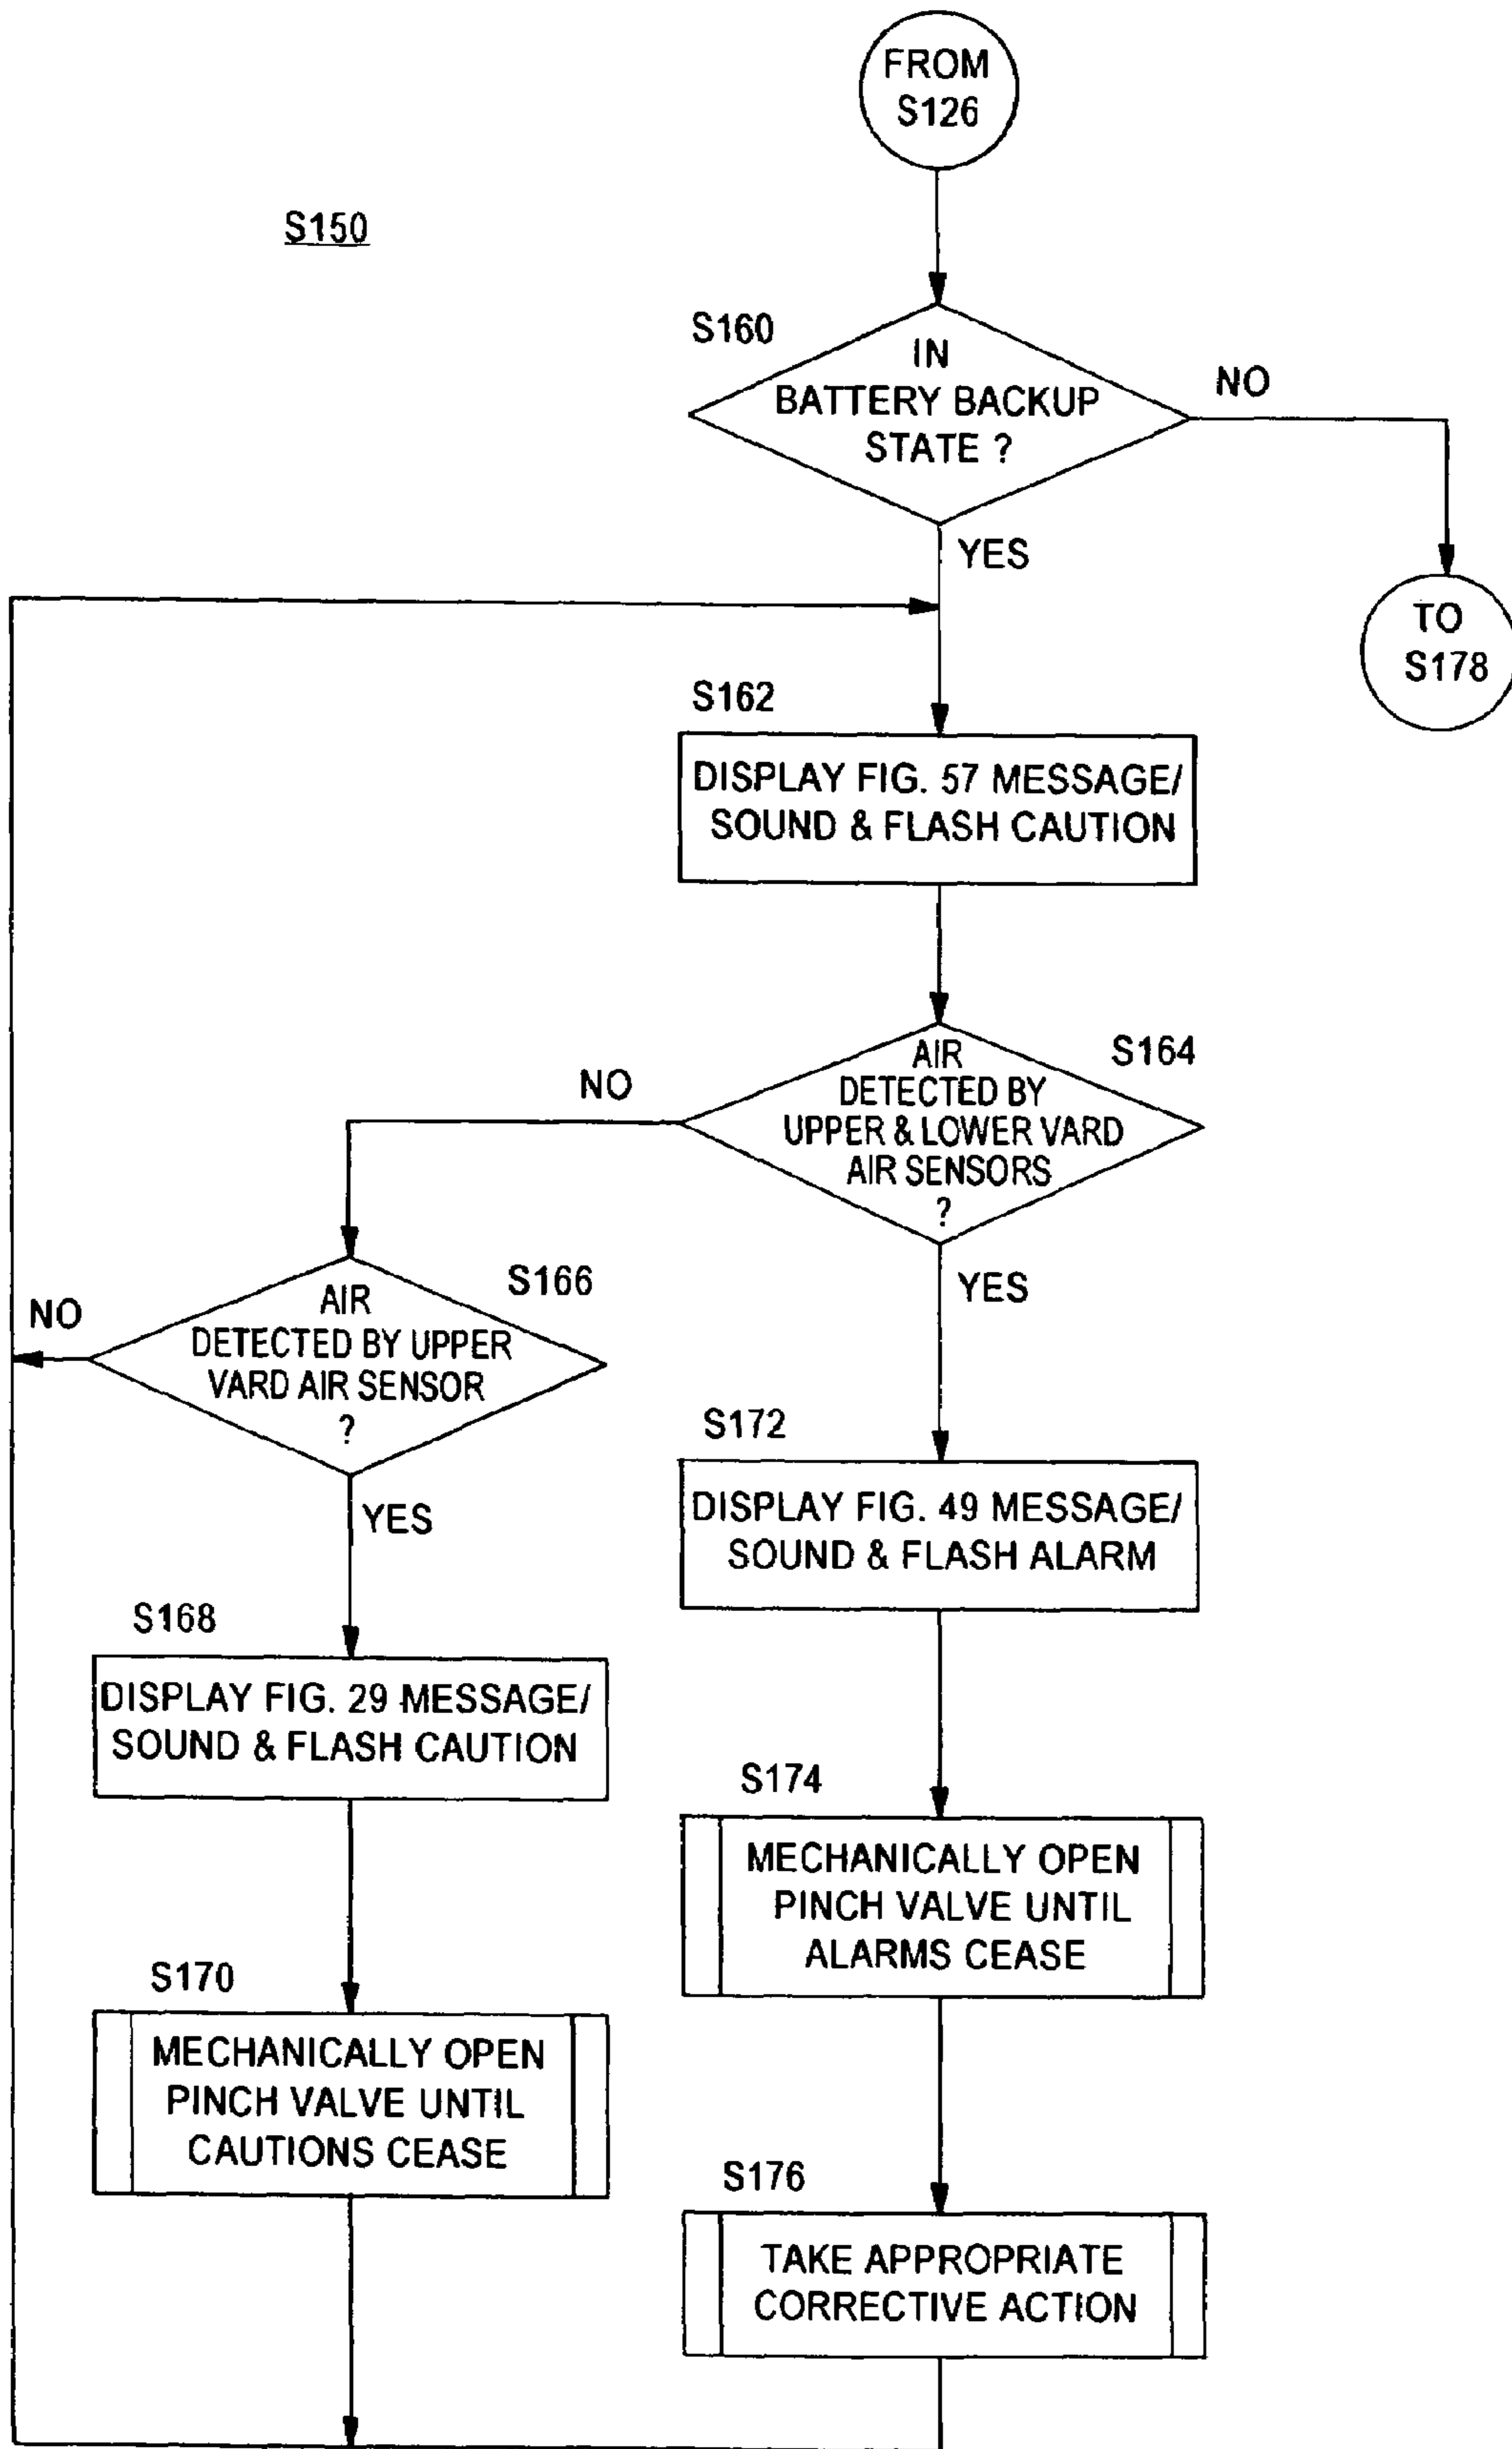 FROM
S126
S150
S160
IN
BATTERY BACKUP
STATE ?
NO
YES
TO
S178
S162
DISPLAY FIG. 57 MESSAGE/
SOUND & FLASH CAUTION
S164
AIR
DETECTED BY
UPPER & LOWER VARD
AIR SENSORS
?
NO
YES
S166
AIR
DETECTED BY UPPER
VARD AIR SENSOR
?
NO
YES
S172
DISPLAY FIG. 49 MESSAGE/
SOUND & FLASH ALARM
S168
DISPLAY FIG. 29 MESSAGE/
SOUND & FLASH CAUTION
S174
MECHANICALLY OPEN
PINCH VALVE UNTIL
ALARMS CEASE
S170
MECHANICALLY OPEN
PINCH VALVE UNTIL
CAUTIONS CEASE
S176
TAKE APPROPRIATE
CORRECTIVE ACTION